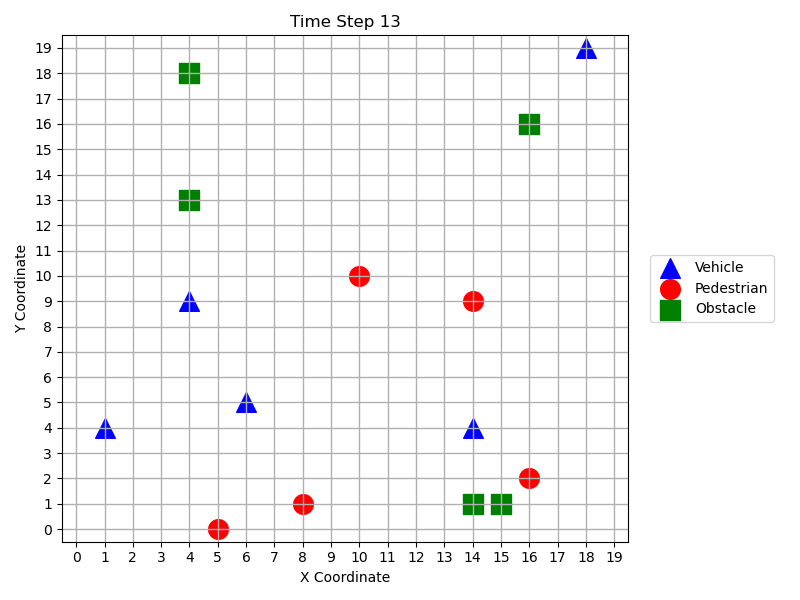 Time Step 13
Y Coordinate
19
18
17
16
15
14
13
12
11
10
9
8
7
6
5
4
3
2
1
0
0 1 2 3 4 5 6 7 8 9 10 11 12 13 14 15 16 17 18 19
X Coordinate
Vehicle
Pedestrian
Obstacle